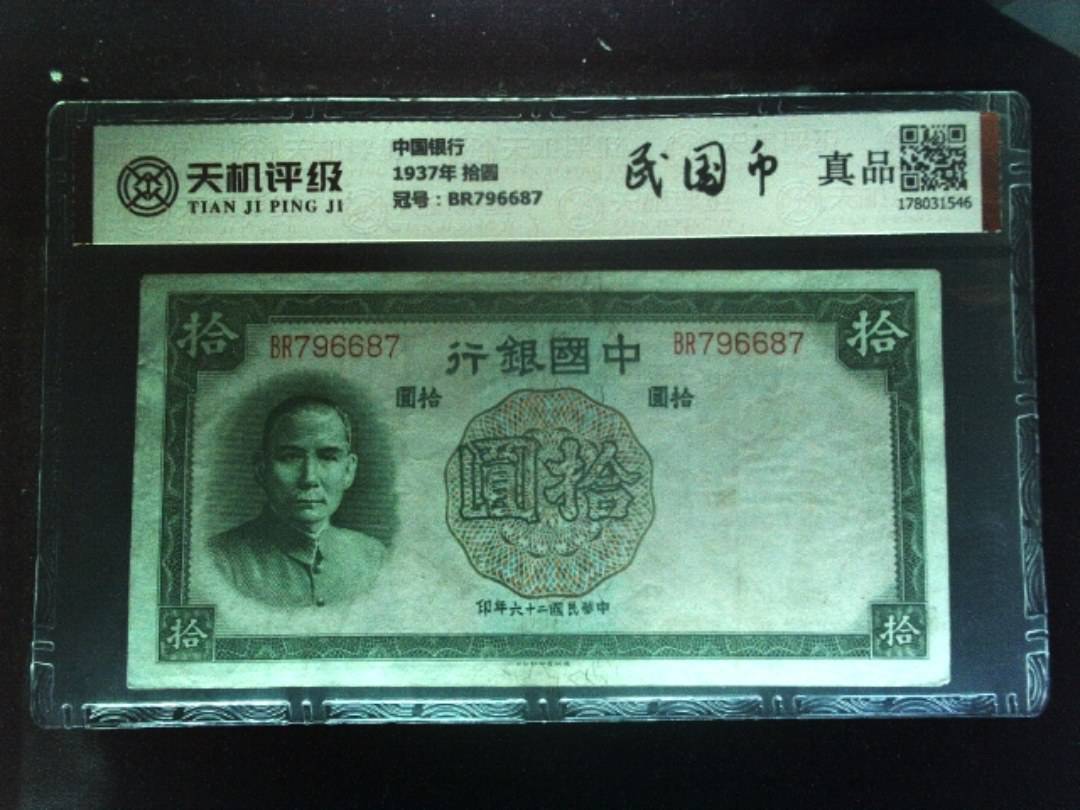 天机评级
TIAN JI PING JI
中国银行
1937年 拾圆
冠号：BR796687
民国币
真品
178031546
拾
拾
BR796687
BR796687
行銀國中
圓拾
拾圓
圓拾
印年六十二國民華中
拾
拾